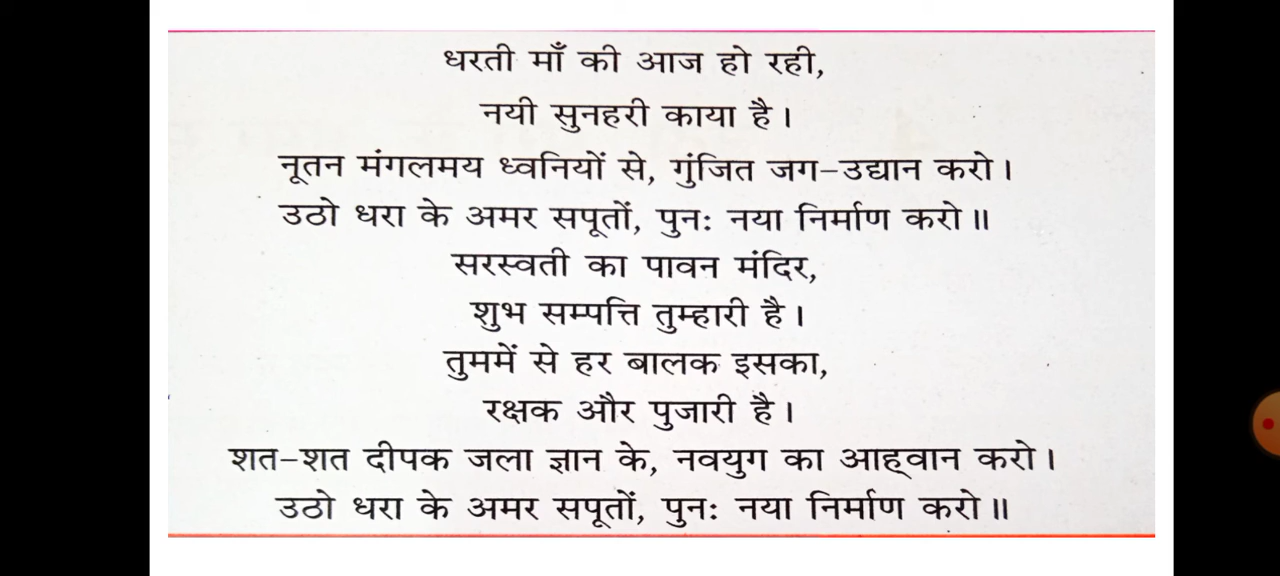 धरती माँ की आज हो रही,
नयी सुनहरी काया है।
नूतन मंगलमय ध्वनियों से, गुंजित जग-उद्यान करो।
उठो धरा के अमर सपूतों, पुनः नया निर्माण करो॥
सरस्वती का पावन मंदिर,
शुभ सम्पत्ति तुम्हारी है।
तुममें से हर बालक इसका,
रक्षक और पुजारी है।
शत-शत दीपक जला ज्ञान के, नवयुग का आह्‌वान करो।
उठो धरा के अमर सपूतों, पुनः नया निर्माण करो॥